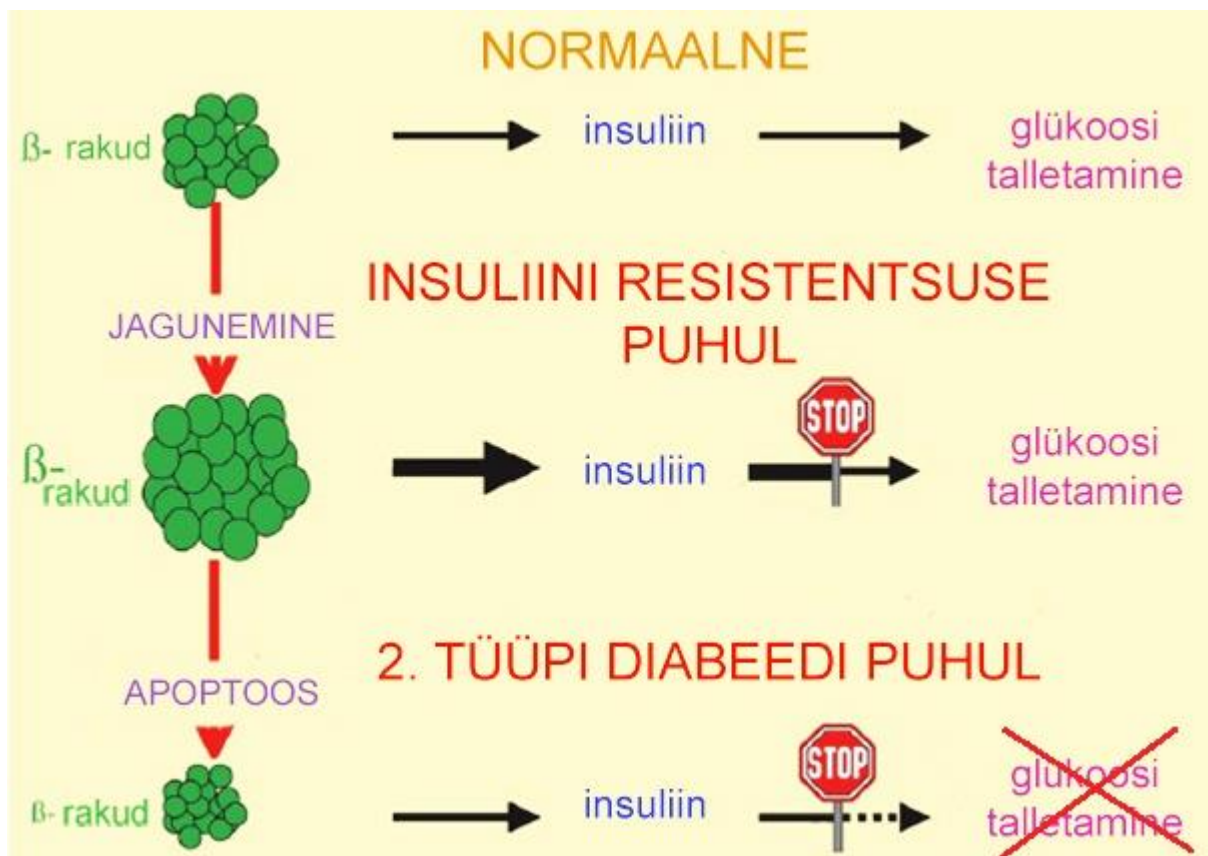 NORMAALNE
ß- rakud
insuliin
glükoosi
talletamine
JAGUNEMINE
INSULIINI RESISTENTSUSE
PUHUL
ß-
rakud
insuliin
STOP
glükoosi
talletamine
APOPTOOS
2. TÜÜPI DIABEEDI PUHUL
ß- rakud
insuliin
STOP
glükoosi
talletamine